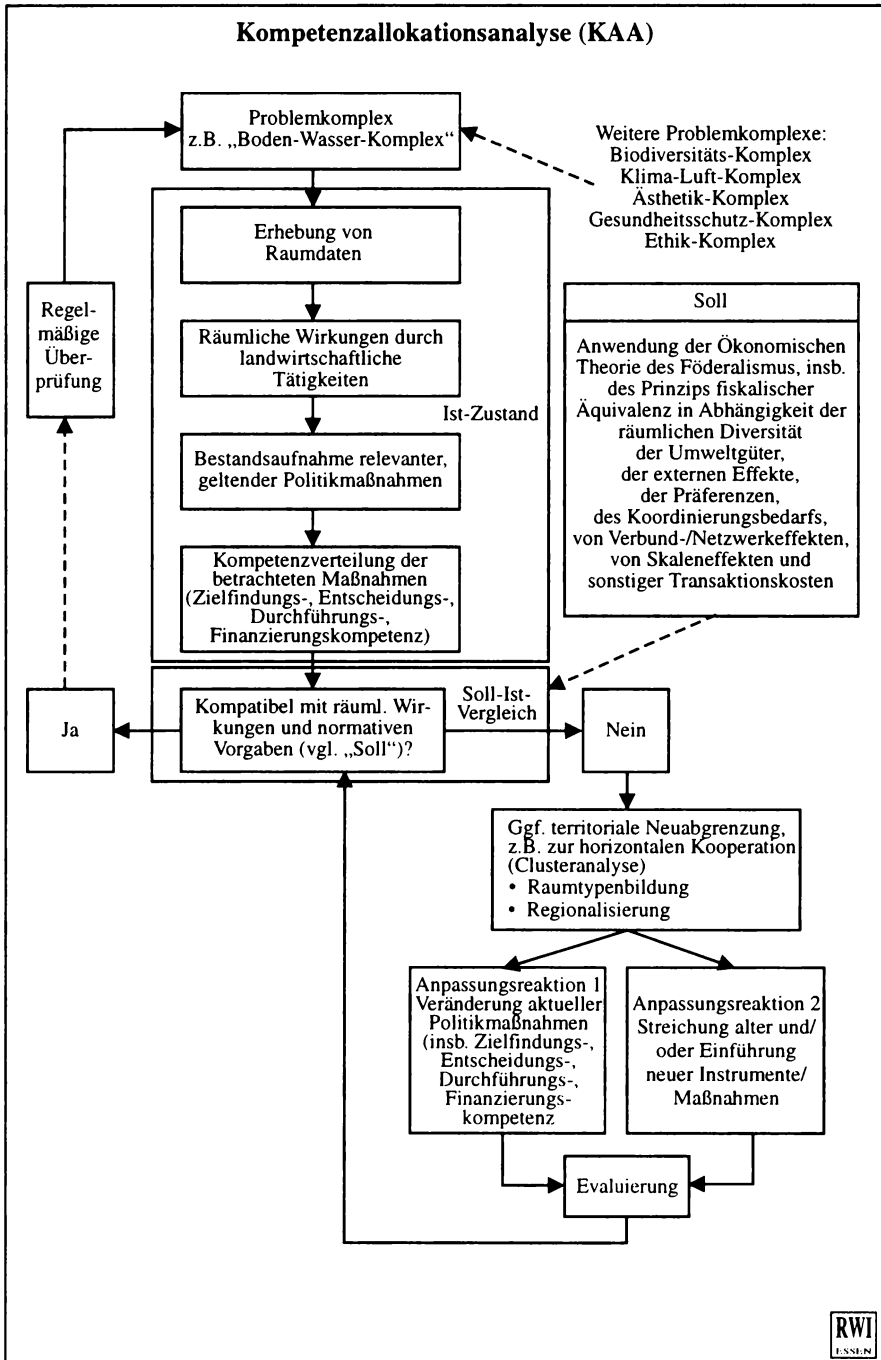 Kompetenzallokationsanalyse (KAA)
Problemkomplex
z.B. „Boden-Wasser-Komplex“
Weitere Problemkomplexe:
Biodiversitäts-Komplex
Klima-Luft-Komplex
Ästhetik-Komplex
Gesundheitsschutz-Komplex
Ethik-Komplex
Erhebung von
Raumdaten
Regel-
mäßige
Über-
prüfung
Räumliche Wirkungen durch
landwirtschaftliche
Tätigkeiten
Ist-Zustand
Bestandsaufnahme relevanter,
geltender Politikmaßnahmen
Kompetenzverteilung der
betrachteten Maßnahmen
(Zielfindungs-, Entscheidungs-,
Durchführungs-,
Finanzierungskompetenz)
Soll
Anwendung der Ökonomischen
Theorie des Föderalismus, insb.
des Prinzips fiskalischer
Äquivalenz in Abhängigkeit der
räumlichen Diversität
der Umweltgüter,
der externen Effekte,
der Präferenzen,
des Koordinierungsbedarfs,
von Verbund-/Netzwerkeffekten,
von Skaleneffekten und
sonstiger Transaktionskosten
Ja
Kompatibel mit räuml. Wir-
kungen und normativen
Vorgaben (vgl. „Soll“)?
Soll-Ist-
Vergleich
Nein
Ggf. territoriale Neuabgrenzung,
z.B. zur horizontalen Kooperation
(Clusteranalyse)
• Raumtypenbildung
• Regionalisierung
Anpassungsreaktion 1
Veränderung aktueller
Politikmaßnahmen
(insb. Zielfindungs-,
Entscheidungs-,
Durchführungs-,
Finanzierungs-
kompetenz
Anpassungsreaktion 2
Streichung alter und/
oder Einführung
neuer Instrumente/
Maßnahmen
Evaluierung
RWI
ESSEN